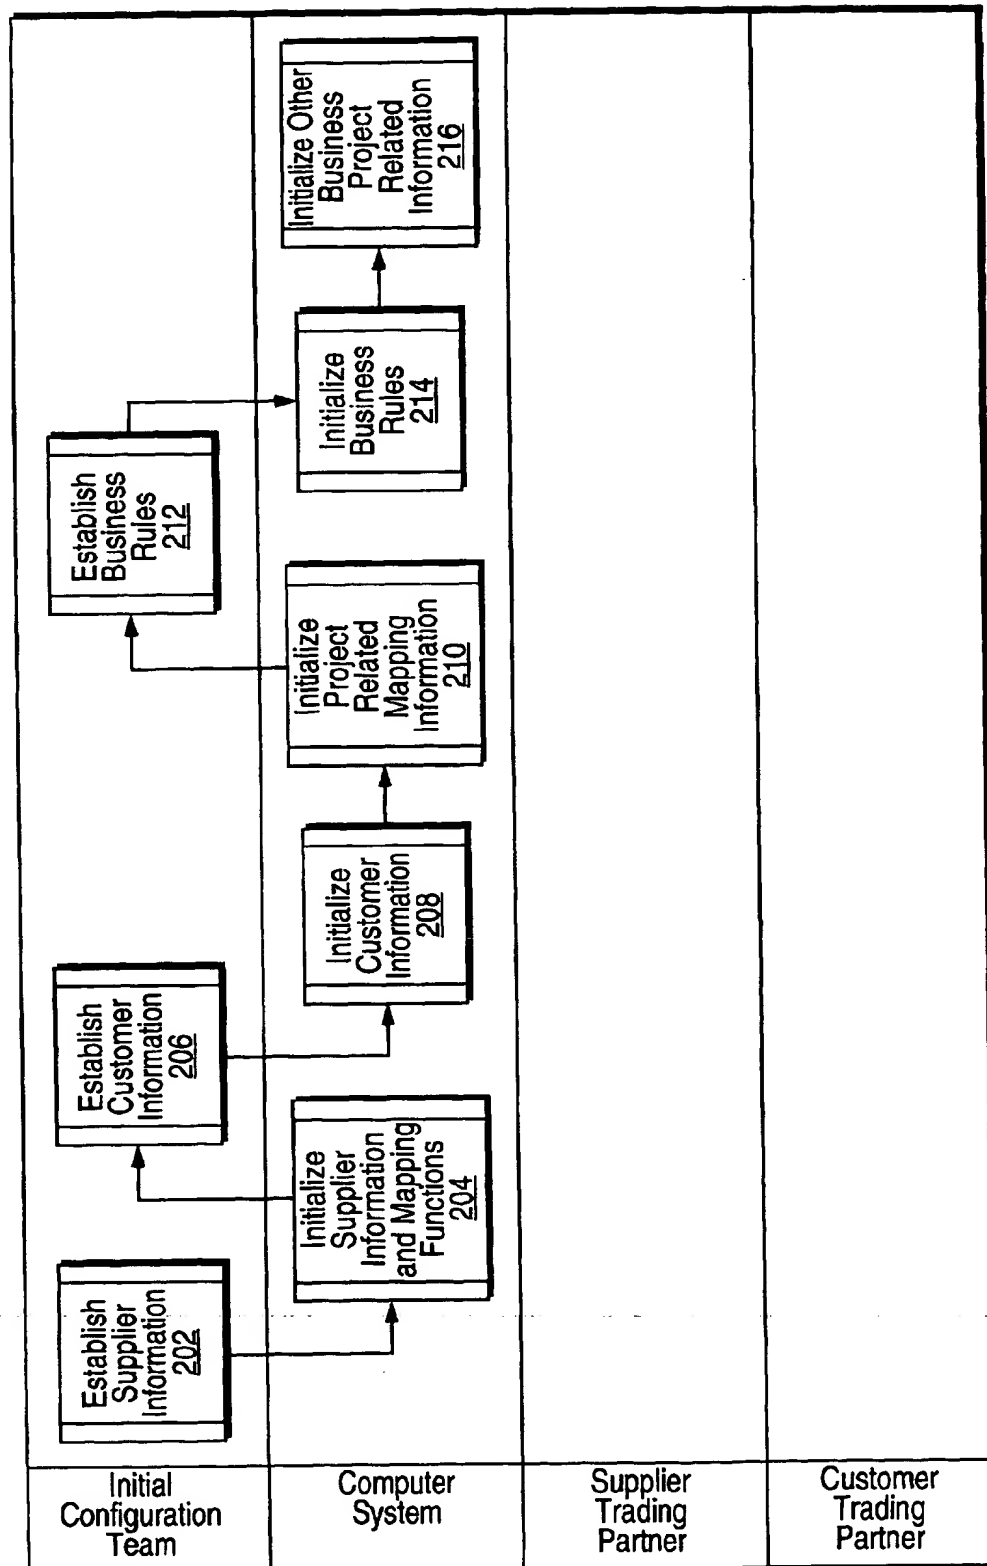 Establish
Supplier
Information
202
Initialize
Supplier
Information
and Mapping
Functions
204
Establish
Customer
Information
206
Initialize
Customer
Information
208
Initialize
Project
Related
Mapping
Information
210
Establish
Business
Rules
212
Initialize
Business
Rules
214
Initialize Other
Business
Project
Related
Information
216
Initial
Configuration
Team
Computer
System
Supplier
Trading
Partner
Customer
Trading
Partner